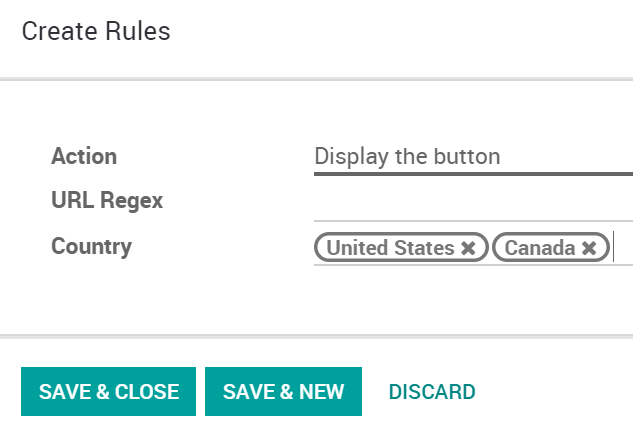 Create Rules
Action Display the button
URL Regex
Country United States ✖ Canada ✖
SAVE & CLOSE SAVE & NEW DISCARD